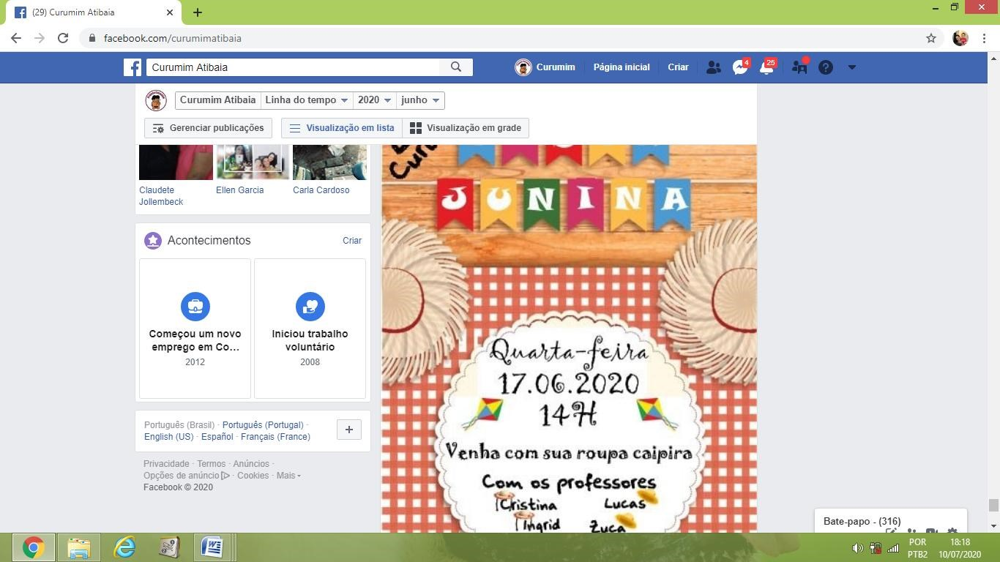 (29) Curumim Atibaia
facebook.com/curumimatibaia
Curumim Atibaia
Curumim
Página inicial
Criar
4
25
Curumim Atibaia
Linha do tempo
2020
junho
Gerenciar publicações
Visualização em lista
Visualização em grade
Claudete
Jollembeck
Ellen Garcia
Carla Cardoso
Acontecimentos
Criar
Começou um novo
emprego em Co...
2012
Iniciou trabalho
voluntário
2008
Português (Brasil) · Português (Portugal) ·
English (US) · Español · Français (France)
Privacidade · Termos · Anúncios ·
Opções de anúncio · Cookies · Mais
Facebook © 2020
JUNINA
Quarta-feira
17.06.2020
14H
Venha com sua roupa caipira
Com os professores
Cristina
Lucas
Ingrid
Zuca
Bate-papo - (316)
POR
PTB2
18:18
10/07/2020